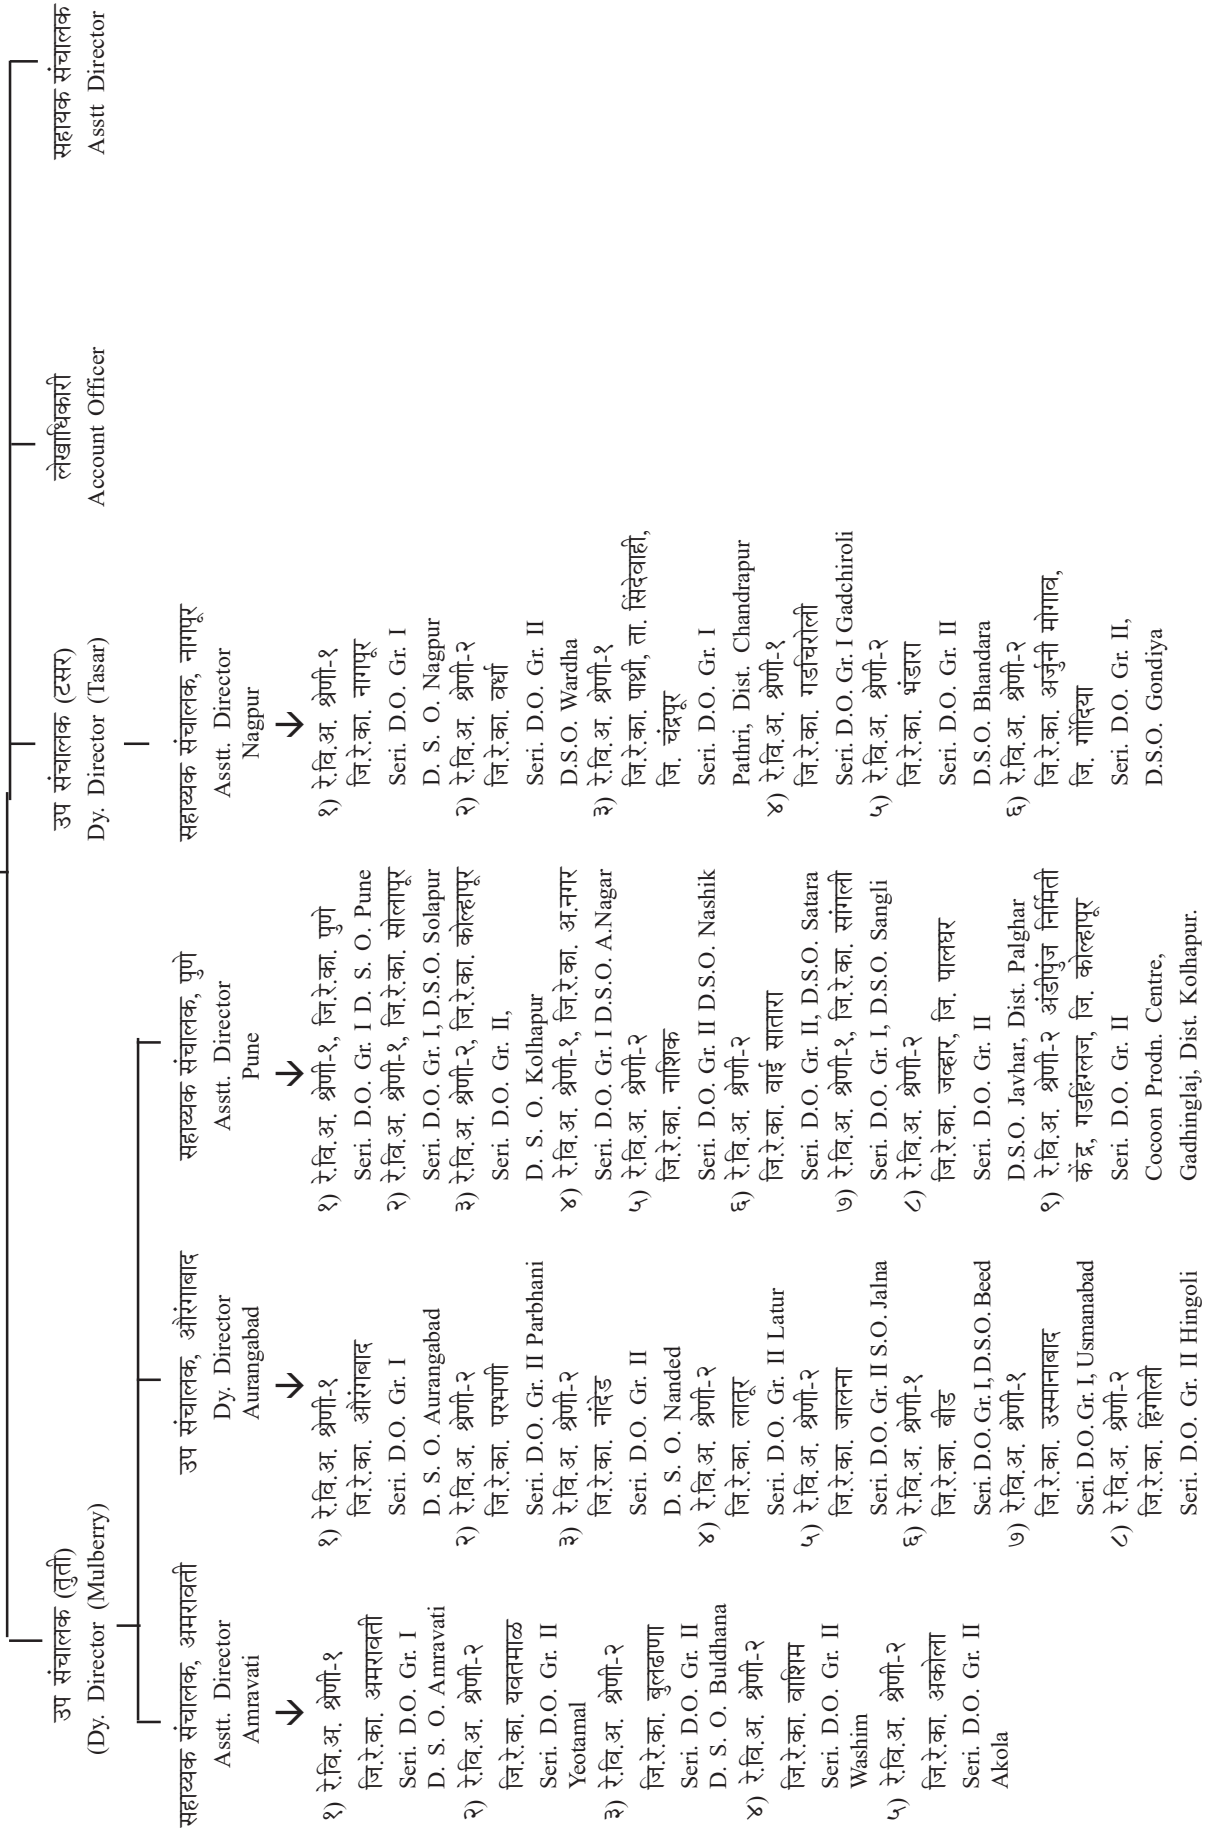 उप संचालक (तुती)
(Dy. Director (Mulberry)
उप संचालक (टसर)
Dy. Director (Tasar)
लेखाधिकारी
Account Officer
सहायक संचालक
Asstt Director
सहाय्यक संचालक, अमरावती
Asstt. Director
Amravati
१) रे.वि.अ. श्रेणी-१
जि.रे.का. अमरावती
Seri. D.O. Gr. I
D. S. O. Amravati
२) रे.वि.अ. श्रेणी-२
जि.रे.का. यवतमाळ
Seri. D.O. Gr. II
Yeotamal
३) रे.वि.अ. श्रेणी-२
जि.रे.का. बुलढाणा
Seri. D.O. Gr. II
D. S. O. Buldhana
४) रे.वि.अ. श्रेणी-२
जि.रे.का. वाशिम
Seri. D.O. Gr. II
Washim
५) रे.वि.अ. श्रेणी-२
जि.रे.का. अकोला
Seri. D.O. Gr. II
Akola
उप संचालक, औरंगाबाद
Dy. Director
Aurangabad
१) रे.वि.अ. श्रेणी-१
जि.रे.का. औरंगबाद
Seri. D.O. Gr. I
D. S. O. Aurangabad
२) रे.वि.अ. श्रेणी-२
जि.रे.का. परभणी
Seri. D.O. Gr. II Parbhani
३) रे.वि.अ. श्रेणी-२
जि.रे.का. नांदेड
Seri. D.O. Gr. II
D. S. O. Nanded
४) रे.वि.अ. श्रेणी-२
जि.रे.का. लातूर
Seri. D.O. Gr. II Latur
५) रे.वि.अ. श्रेणी-२
जि.रे.का. जालना
Seri. D.O. Gr. II S.O. Jalna
६) रे.वि.अ. श्रेणी-१
जि.रे.का. बीड
Seri. D.O. Gr. I, D.S.O. Beed
७) रे.वि.अ. श्रेणी-१
जि.रे.का. उस्मानाबाद
Seri. D.O. Gr. I, Usmanabad
८) रे.वि.अ. श्रेणी-२
जि.रे.का. हिंगोली
Seri. D.O. Gr. II Hingoli
सहाय्यक संचालक, पुणे
Asstt. Director
Pune
१) रे.वि.अ. श्रेणी-१, जि.रे.का. पुणे
Seri. D.O. Gr. I D. S. O. Pune
२) रे.वि.अ. श्रेणी-१, जि.रे.का. सोलापूर
Seri. D.O. Gr. I, D.S.O. Solapur
३) रे.वि.अ. श्रेणी-२, जि.रे.का. कोल्हापूर
Seri. D.O. Gr. II,
D. S. O. Kolhapur
४) रे.वि.अ. श्रेणी-१, जि.रे.का. अ.नगर
Seri. D.O. Gr. I D.S.O. A.Nagar
५) रे.वि.अ. श्रेणी-२
जि.रे.का. नाशिक
Seri. D.O. Gr. II D.S.O. Nashik
६) रे.वि.अ. श्रेणी-२
जि.रे.का. वाई सातारा
Seri. D.O. Gr. II, D.S.O. Satara
७) रे.वि.अ. श्रेणी-१, जि.रे.का. सांगली
Seri. D.O. Gr. I, D.S.O. Sangli
८) रे.वि.अ. श्रेणी-२
जि.रे.का. जव्हार, जि. पालघर
Seri. D.O. Gr. II
D.S.O. Javhar, Dist. Palghar
९) रे.वि.अ. श्रेणी-२ अंडीपुंज निर्मिती
केंद्र, गडहिंग्लज, जि. कोल्हापूर
Seri. D.O. Gr. II
Cocoon Prodn. Centre,
Gadhinglaj, Dist. Kolhapur.
सहाय्यक संचालक, नागपूर
Asstt. Director
Nagpur
१) रे.वि.अ. श्रेणी-१
जि.रे.का. नागपूर
Seri. D.O. Gr. I
D. S. O. Nagpur
२) रे.वि.अ. श्रेणी-२
जि.रे.का. वर्धा
Seri. D.O. Gr. II
D.S.O. Wardha
३) रे.वि.अ. श्रेणी-१
जि.रे.का. पाथ्री, ता. सिंदेवाही,
जि. चंद्रपूर
Seri. D.O. Gr. I
Pathri, Dist. Chandrapur
४) रे.वि.अ. श्रेणी-१
जि.रे.का. गडचिरोली
Seri. D.O. Gr. I Gadchiroli
५) रे.वि.अ. श्रेणी-२
जि.रे.का. भंडारा
Seri. D.O. Gr. II
D.S.O. Bhandara
६) रे.वि.अ. श्रेणी-२
जि.रे.का. अर्जुनी मोगाव,
जि. गोंदिया
Seri. D.O. Gr. II,
D.S.O. Gondiya